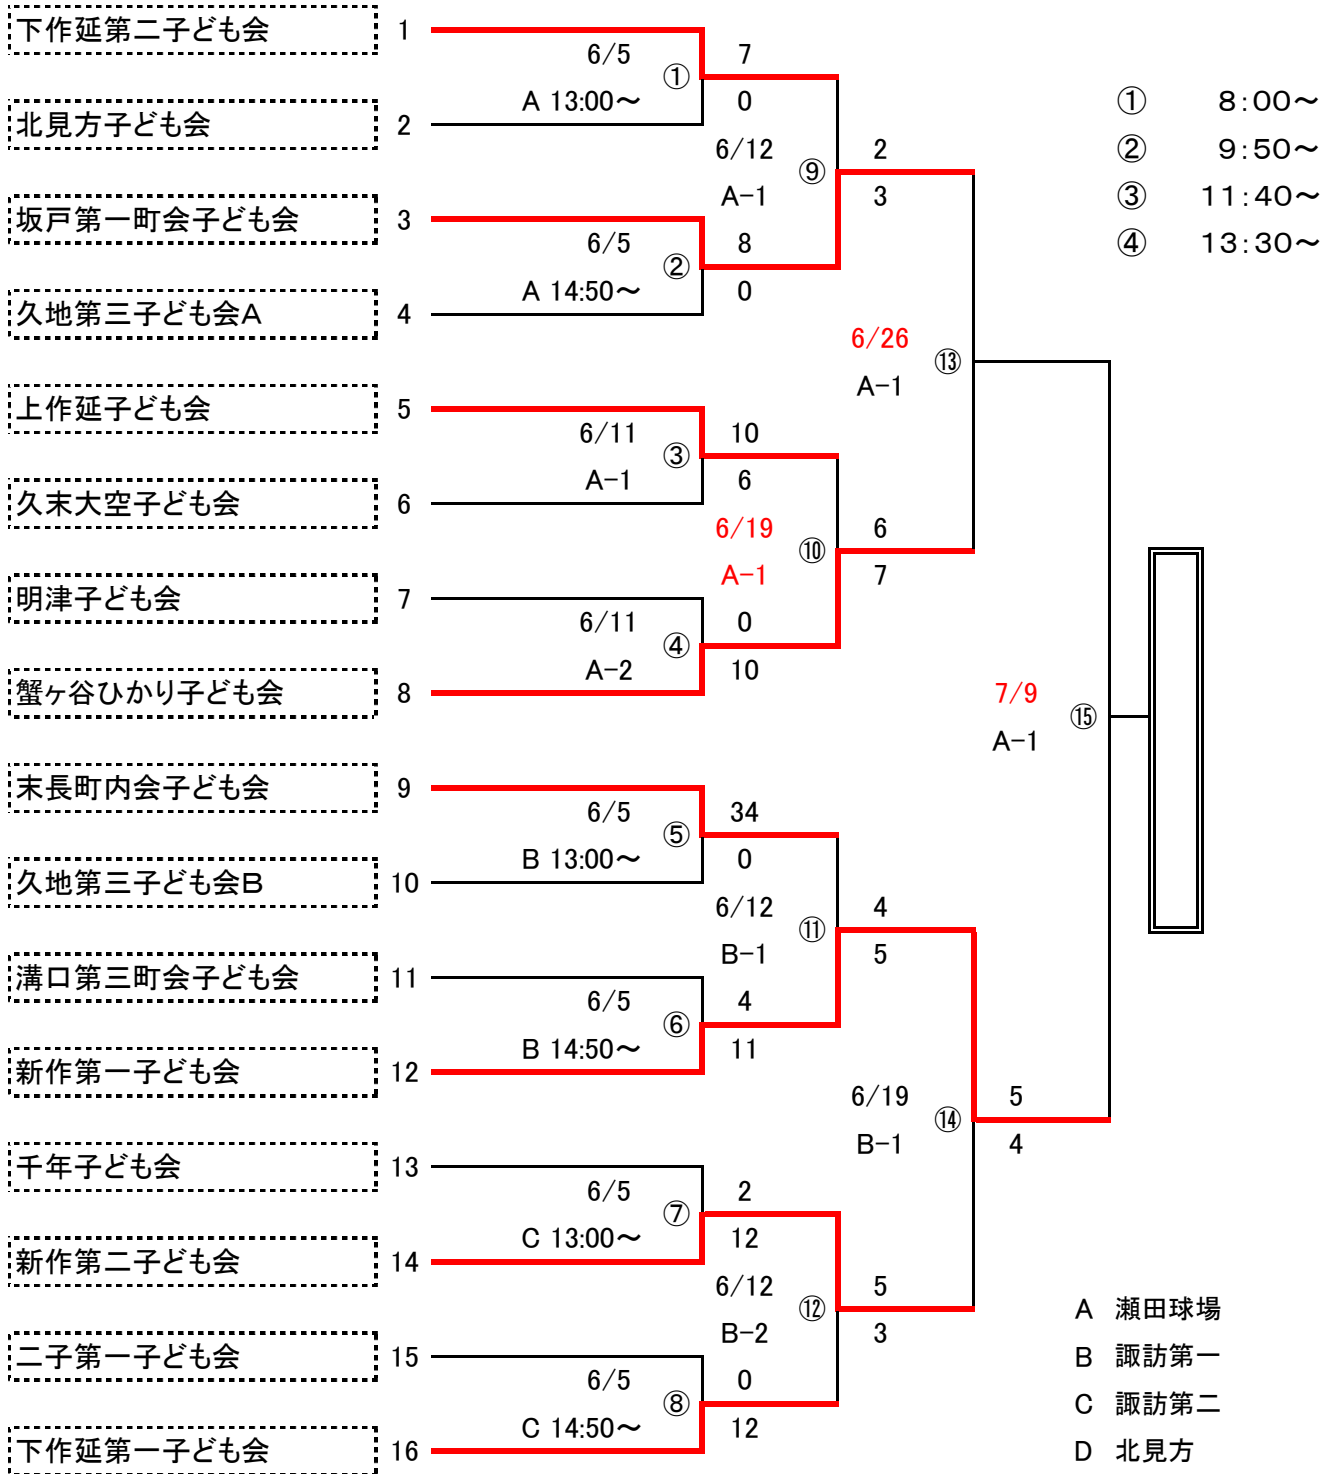 下作延第二子ども会 1
6/5 ① 7
A 13:00～ 0 ① 8:00～
北見方子ども会 2
6/12 ⑨ 2 ② 9:50～
A-1 3 ③ 11:40～
坂戸第一町会子ども会 3
6/5 ② 8 ④ 13:30～
A 14:50～ 0
久地第三子ども会A 4
6/26 ⑬
A-1
上作延子ども会 5
6/11 ③ 10
A-1 6
久末大空子ども会 6
6/19 ⑩ 6
A-1 7
明津子ども会 7
6/11 ④ 0
A-2 10
蟹ヶ谷ひかり子ども会 8
7/9 ⑮
A-1
末長町内会子ども会 9
6/5 ⑤ 34
B 13:00～ 0
久地第三子ども会B 10
6/12 ⑪ 4
B-1 5
溝口第三町会子ども会 11
6/5 ⑥ 4
B 14:50～ 11
新作第一子ども会 12
6/19 ⑭ 5
B-1 4
千年子ども会 13
6/5 ⑦ 2
C 13:00～ 12
新作第二子ども会 14
6/12 ⑫ 5
B-2 3
A 瀬田球場
二子第一子ども会 15
B 諏訪第一
6/5 ⑧ 0
C 14:50～ 12
C 諏訪第二
下作延第一子ども会 16
D 北見方